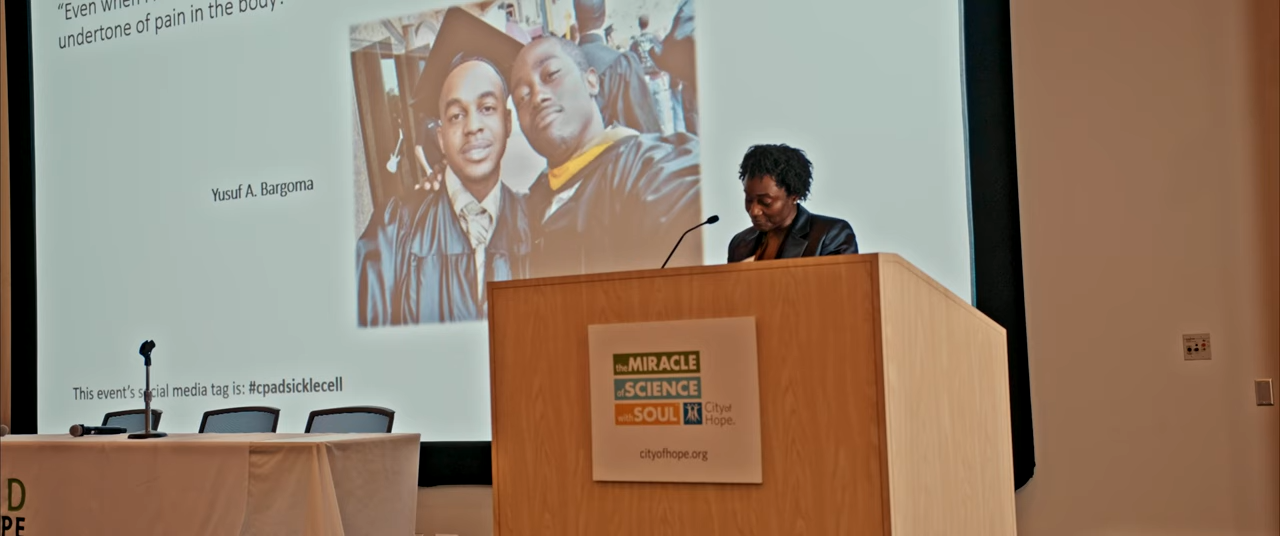 “Even when
undertone of pain in the body.
Yusuf A. Bargoma
This event's social media tag is: #cpadsicklecell
the MIRACLE
of SCIENCE
with SOUL
City of
Hope.
cityofhope.org
D
PE